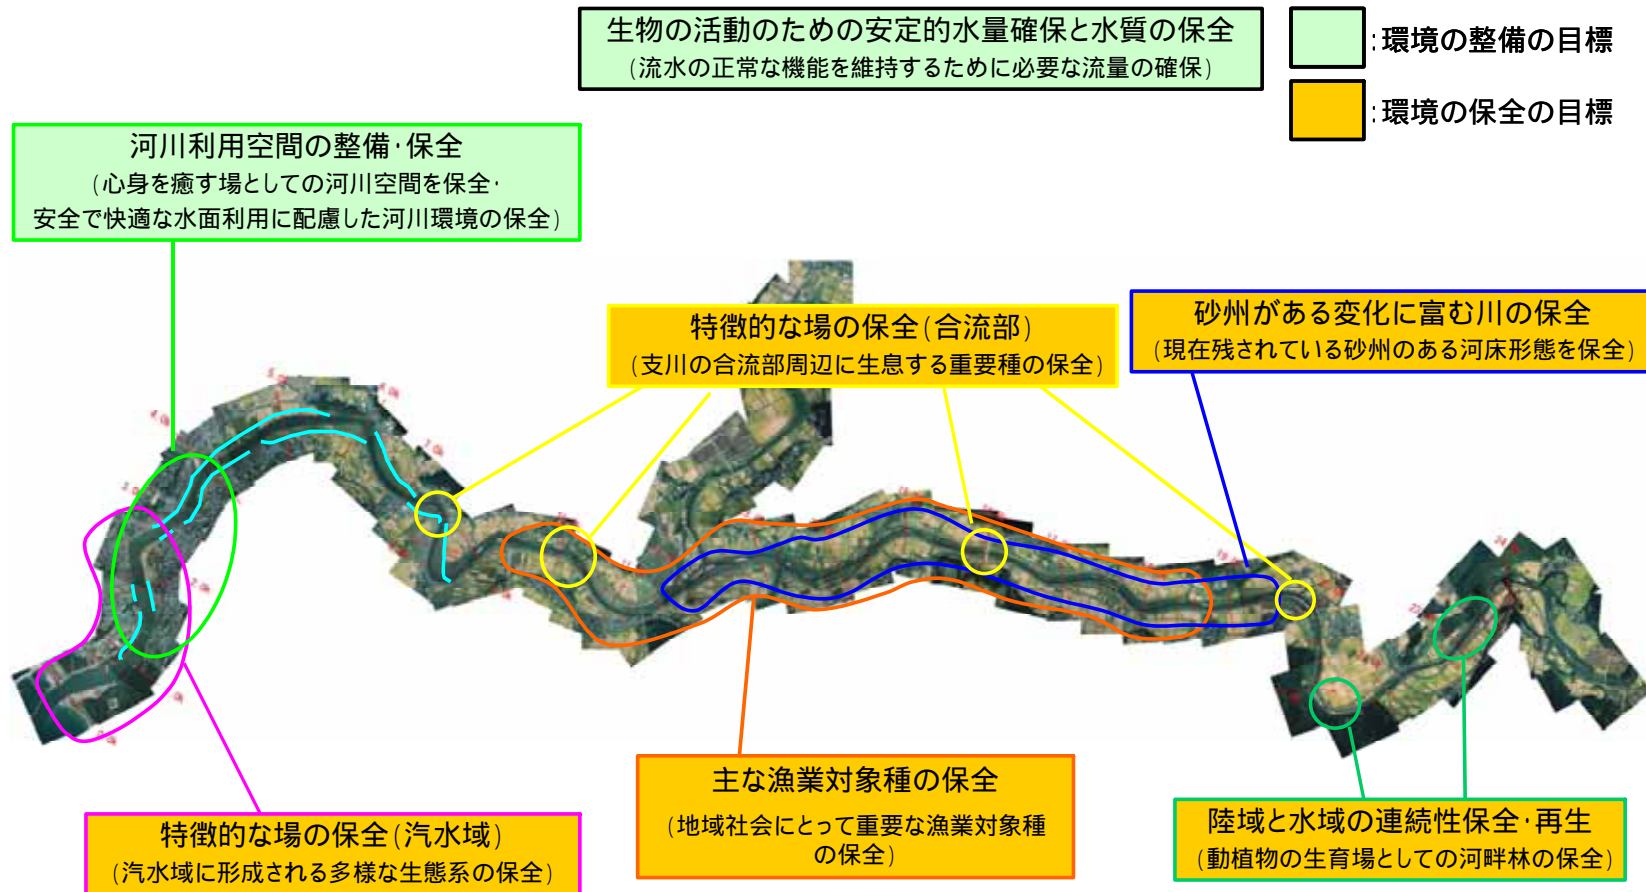 生物の活動のための安定的水量確保と水質の保全
(流水の正常な機能を維持するために必要な流量の確保)
:環境の整備の目標
:環境の保全の目標
河川利用空間の整備・保全
(心身を癒す場としての河川空間を保全・
安全で快適な水面利用に配慮した河川環境の保全)
特徴的な場の保全(合流部)
(支川の合流部周辺に生息する重要種の保全)
砂州がある変化に富む川の保全
(現在残されている砂州のある河床形態を保全)
主な漁業対象種の保全
(地域社会にとって重要な漁業対象種
の保全)
特徴的な場の保全(汽水域)
(汽水域に形成される多様な生態系の保全)
陸域と水域の連続性保全・再生
(動植物の生育場としての河畔林の保全)